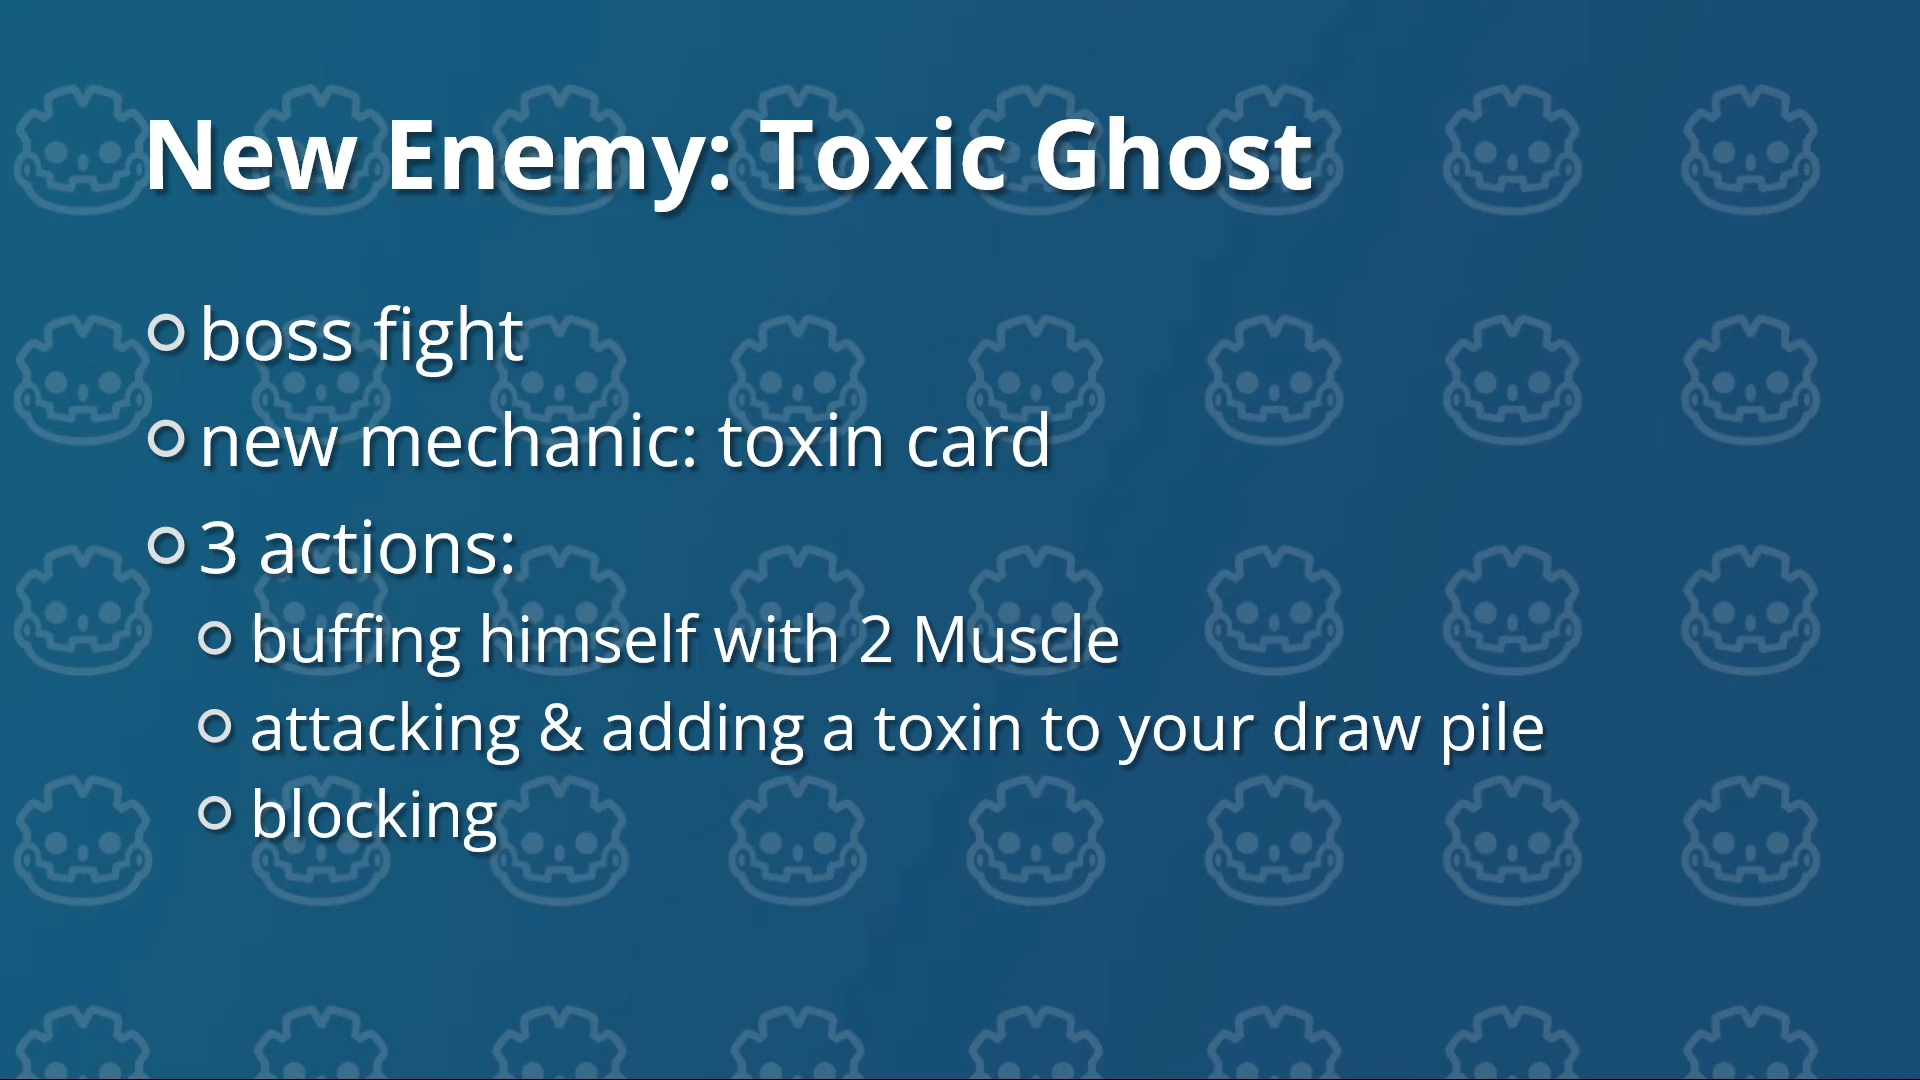 New Enemy: Toxic Ghost
boss fight
new mechanic: toxin card
3 actions:
buffing himself with 2 Muscle
attacking & adding a toxin to your draw pile
blocking